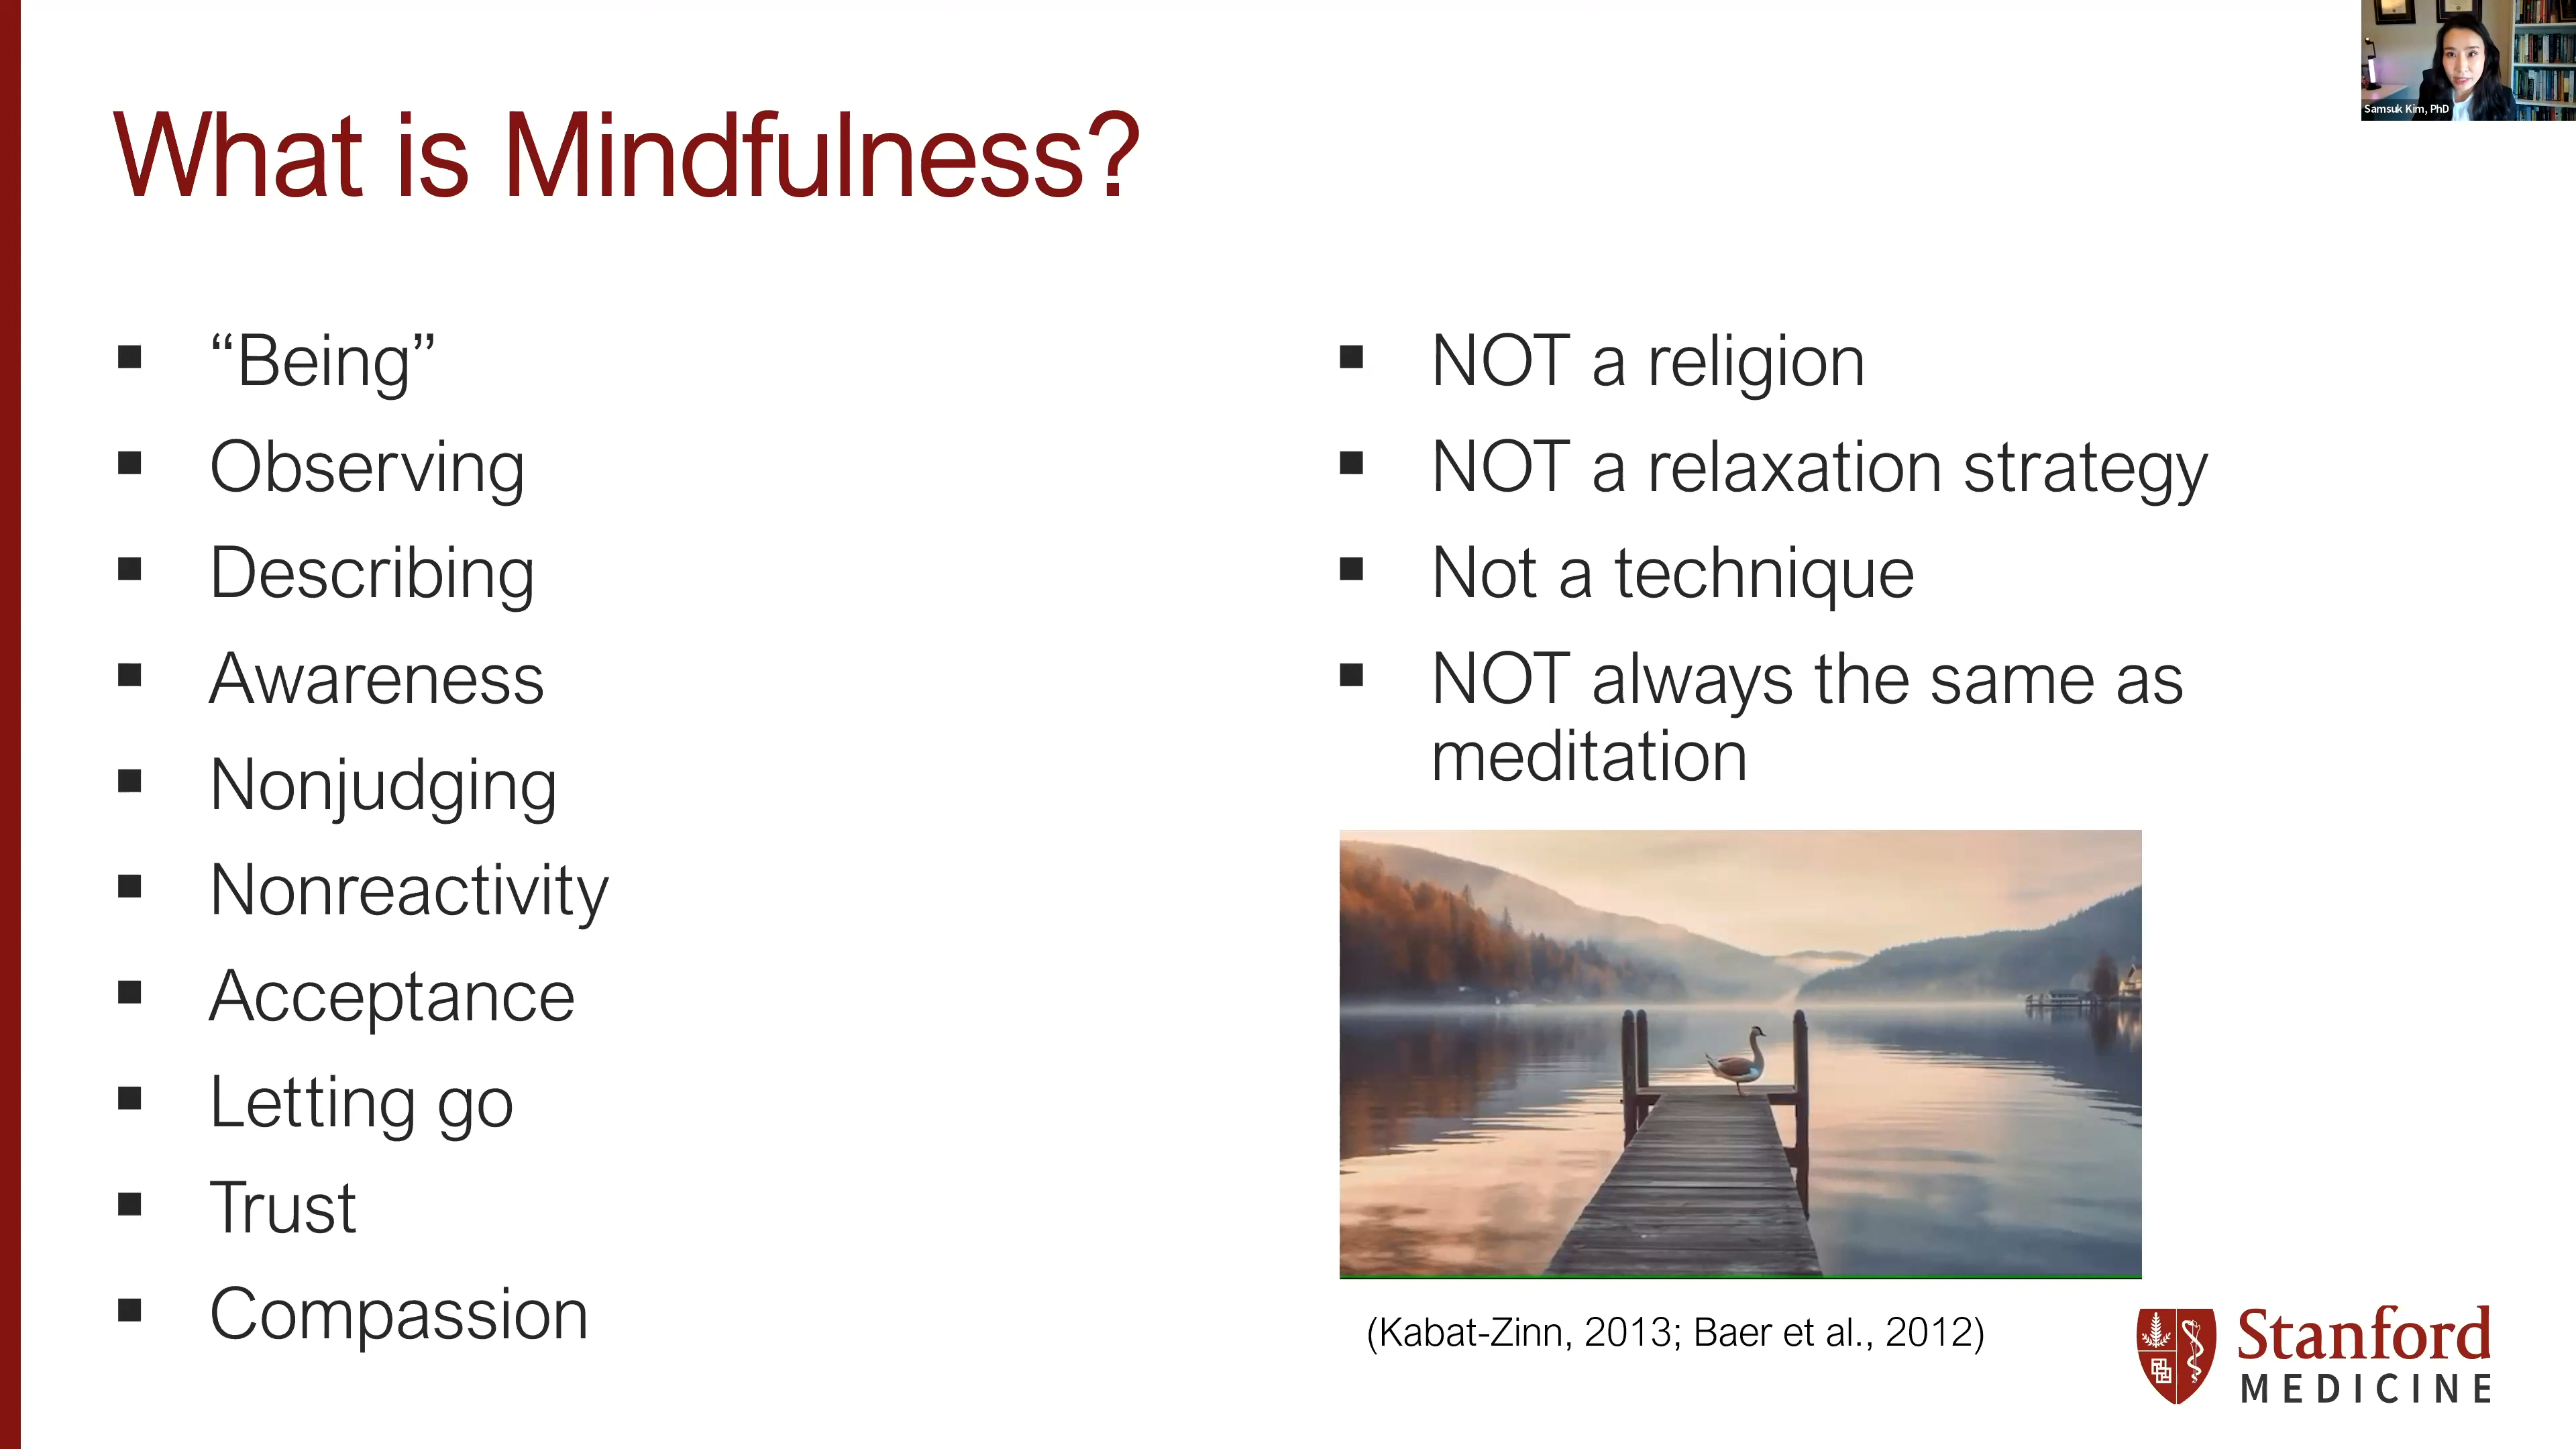 Samsuk Kim, PhD
What is Mindfulness?
“Being”
Observing
Describing
Awareness
Nonjudging
Nonreactivity
Acceptance
Letting go
Trust
Compassion
NOT a religion
NOT a relaxation strategy
Not a technique
NOT always the same as
meditation
(Kabat-Zinn, 2013; Baer et al., 2012)
Stanford
MEDICINE